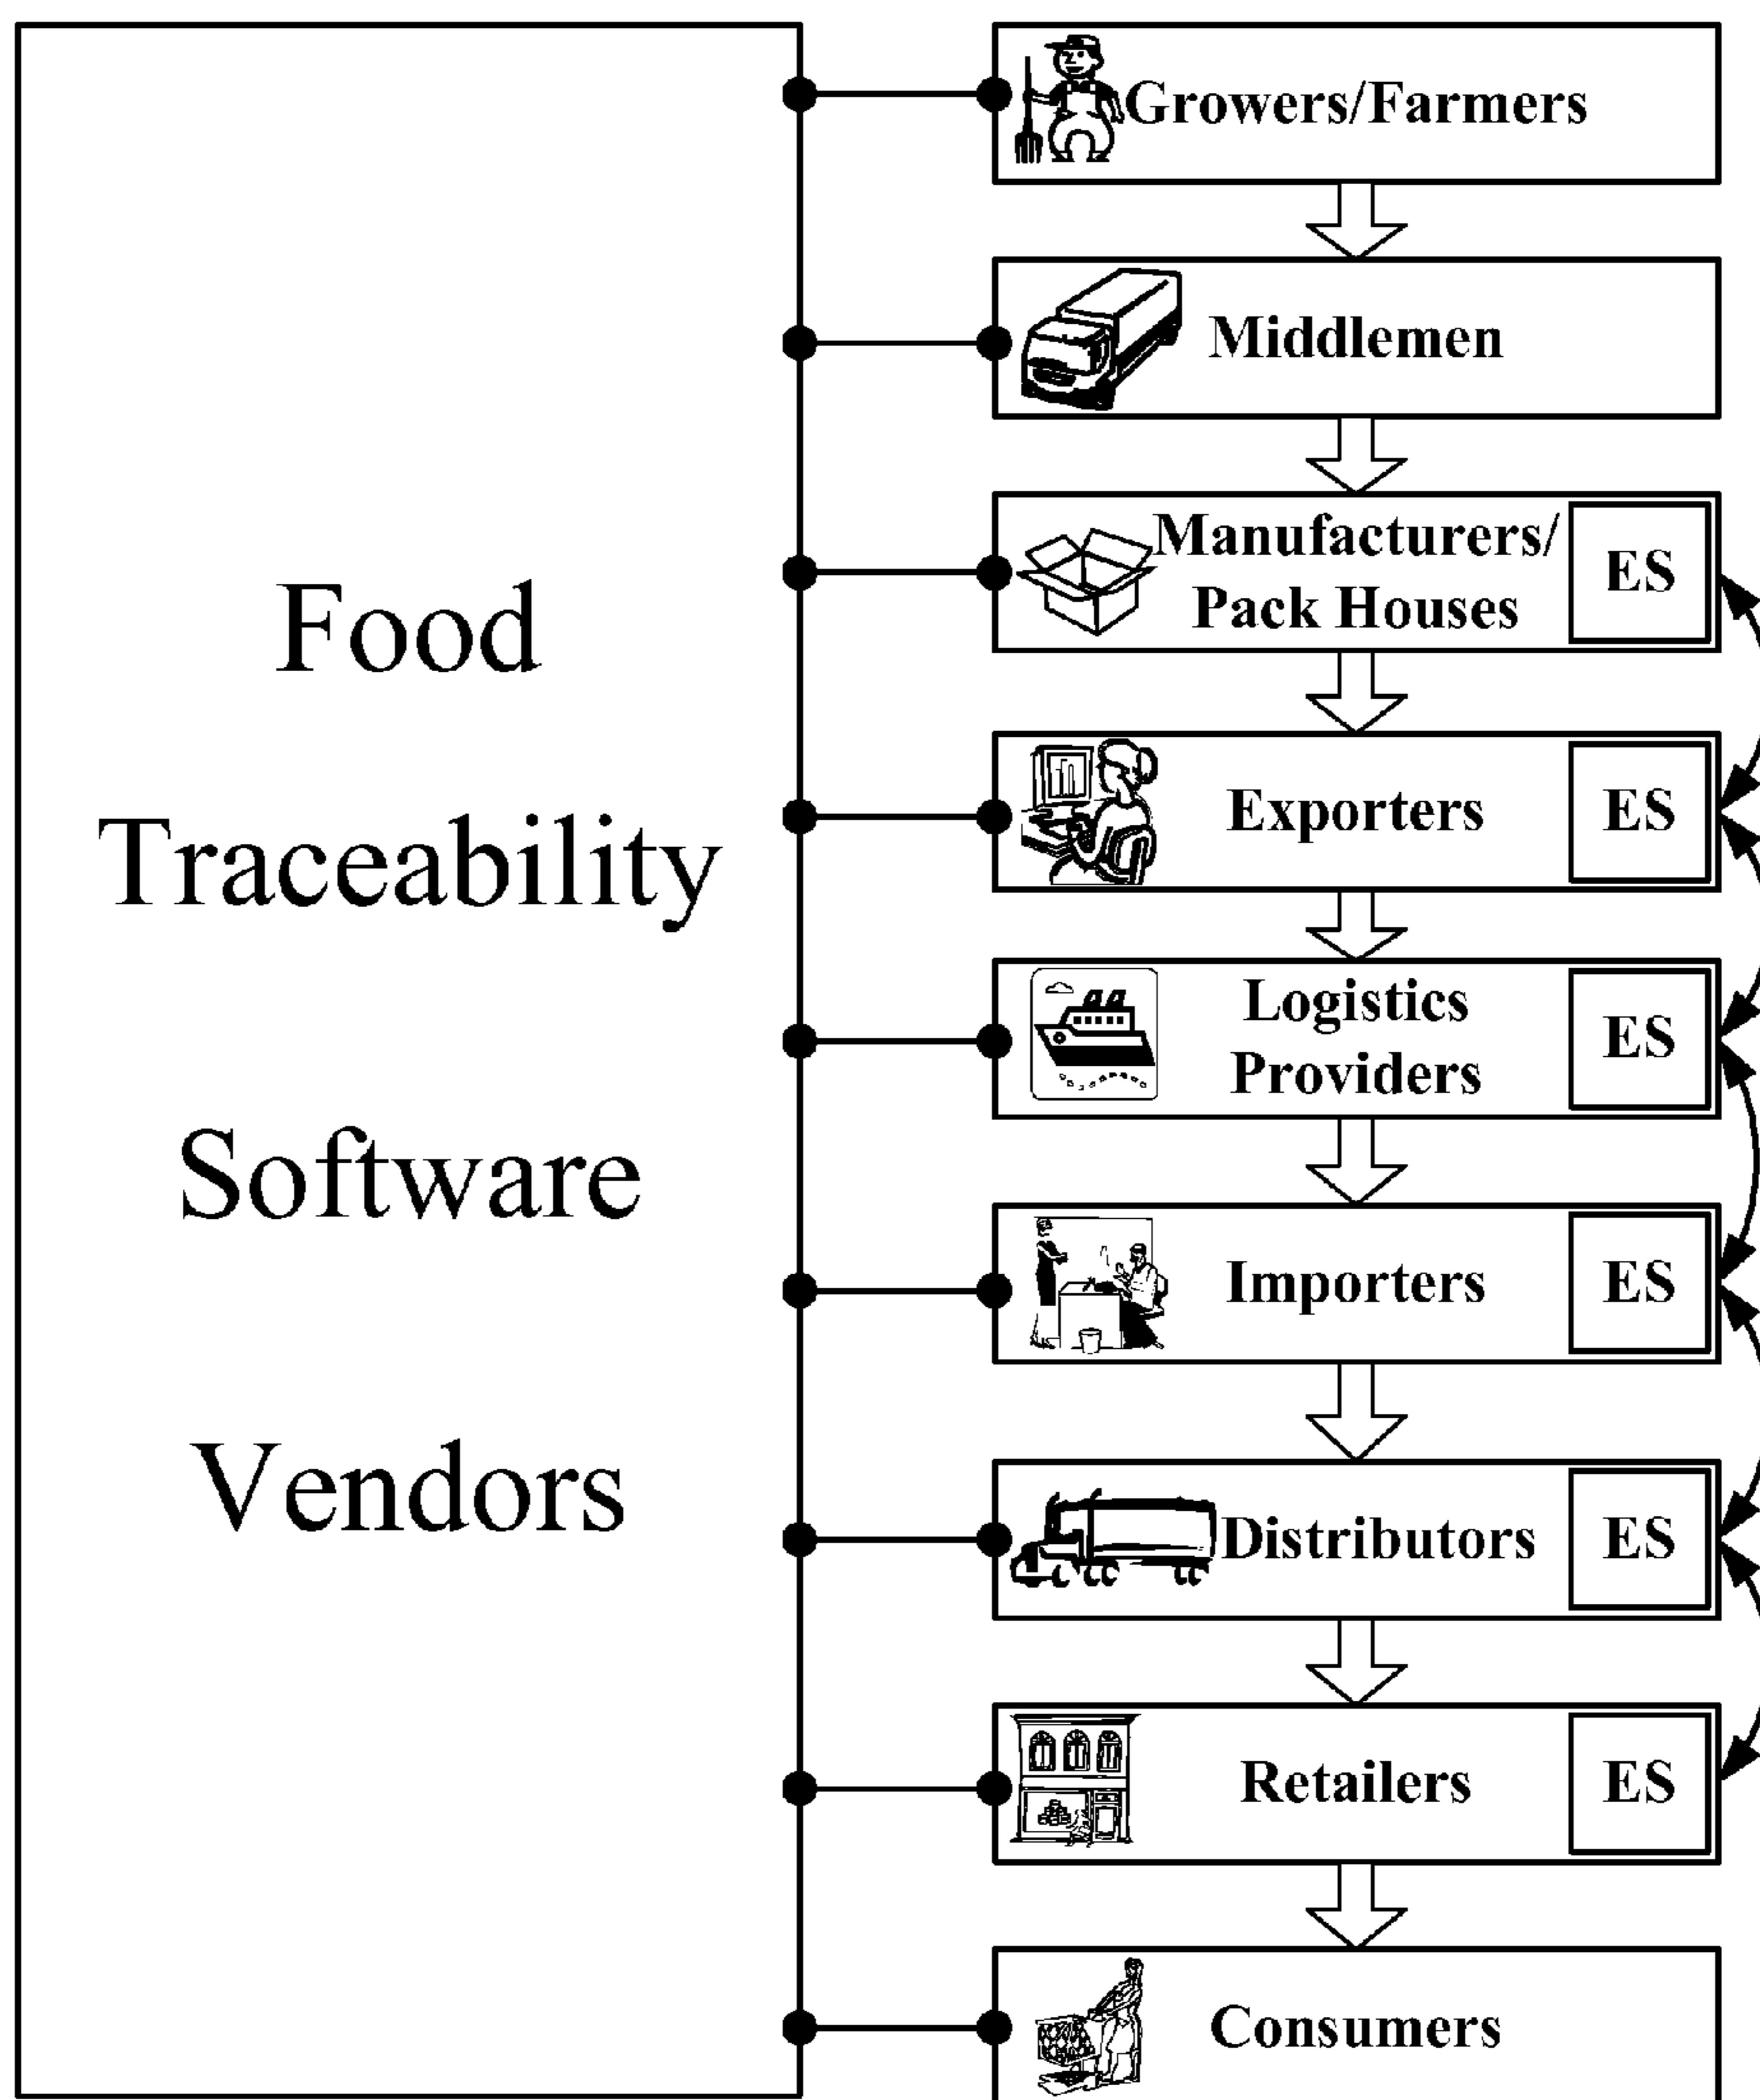 Food
Traceability
Software
Vendors
Growers/Farmers
Middlemen
Manufacturers/
Pack Houses
ES
Exporters
ES
Logistics
Providers
ES
Importers
ES
Distributors
ES
Retailers
ES
Consumers